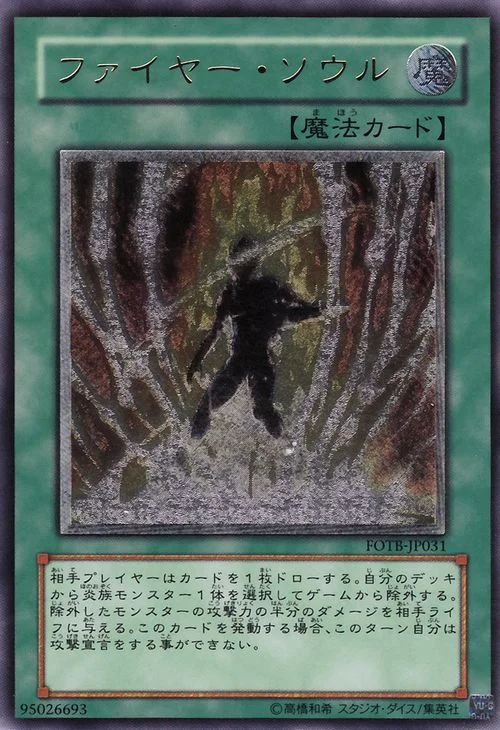 ファイヤー・ソウル
魔
【魔法カード】
FOTB-JP031
相手プレイヤーはカードを1枚ドローする。自分のデッキ
から炎族モンスター1体を選択してゲームから除外する。
除外したモンスターの攻撃力の半分のダメージを相手ライ
フに与える。このカードを発動する場合、このターン自分は
攻撃宣言をする事ができない。
95026693
©高橋和希 スタジオ・ダイス/集英社